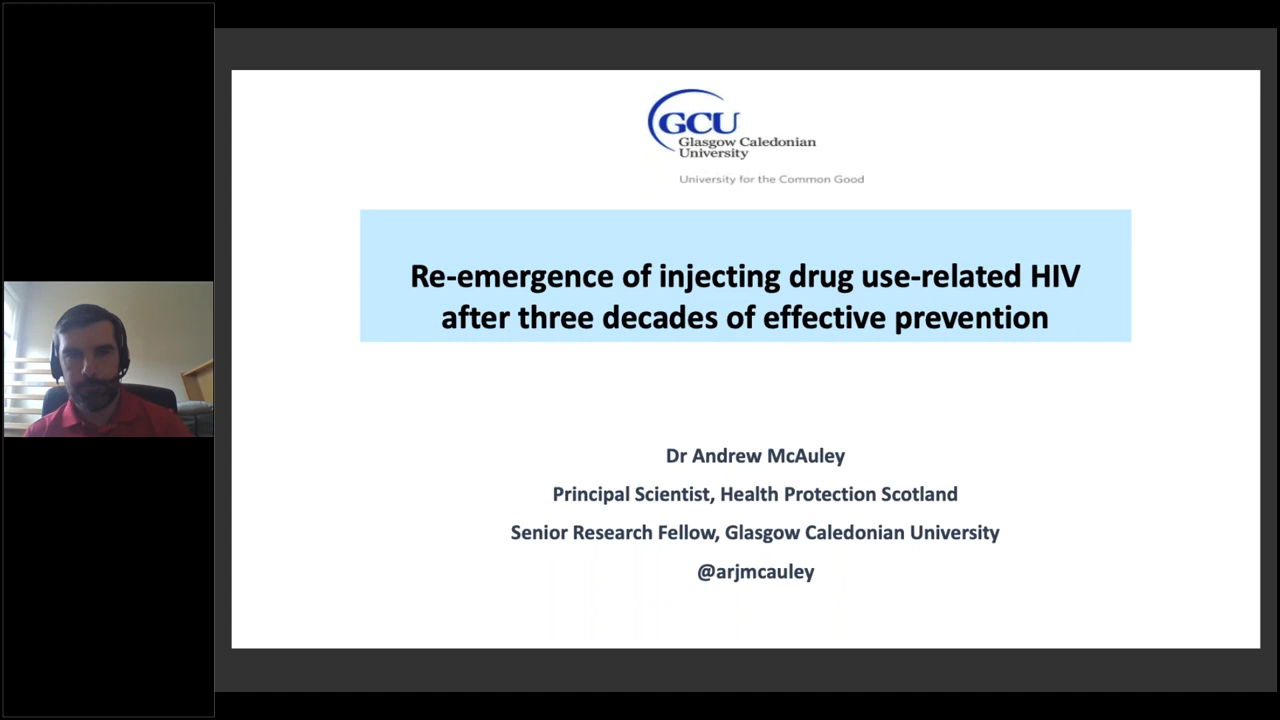 GCU
Glasgow Caledonian
University
University for the Common Good
Re-emergence of injecting drug use-related HIV
after three decades of effective prevention
Dr Andrew McAuley
Principal Scientist, Health Protection Scotland
Senior Research Fellow, Glasgow Caledonian University
@arjmcauley